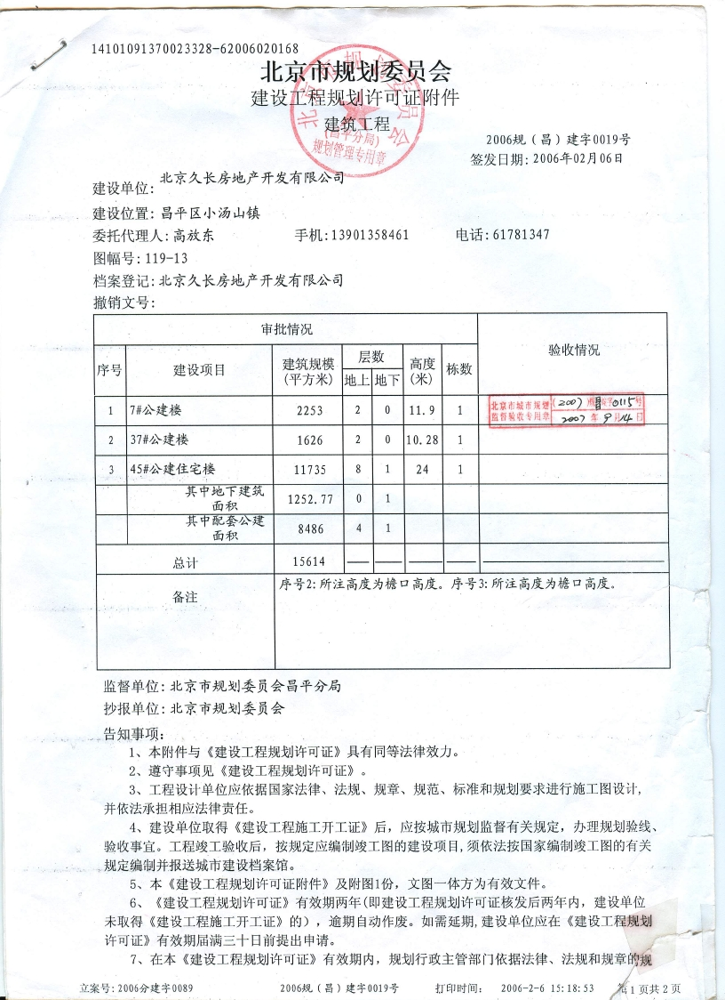 14101091370023328-62006020168
北京市规划委员会
建设工程规划许可证附件
建筑工程
北京市规划委员会
(昌平分局)
规划管理专用章
2006规(昌)建字0019号
签发日期:2006年02月06日
建设单位:北京久长房地产开发有限公司
建设位置:昌平区小汤山镇
委托代理人:高放东 手机:13901358461 电话:61781347
图幅号:119-13
档案登记:北京久长房地产开发有限公司
撤销文号:
审批情况 验收情况
序号 建设项目 建筑规模(平方米) 层数 地上 地下 高度(米) 栋数
1 7#公建楼 2253 2 0 11.9 1
北京市城市规划 (2007) 规昌字0115号
监督验收专用章 2007年9月14日
2 37#公建楼 1626 2 0 10.28 1
3 45#公建住宅楼 11735 8 1 24 1
其中地下建筑面积 1252.77 0 1
其中配套公建面积 8486 4 1
总计 15614
备注 序号2:所注高度为檐口高度。序号3:所注高度为檐口高度。
监督单位:北京市规划委员会昌平分局
抄报单位:北京市规划委员会
告知事项:
1、本附件与《建设工程规划许可证》具有同等法律效力。
2、遵守事项见《建设工程规划许可证》。
3、工程设计单位应依据国家法律、法规、规章、规范、标准和规划要求进行施工图设计,
并依法承担相应法律责任。
4、建设单位取得《建设工程施工开工证》后,应按城市规划监督有关规定,办理规划验线、
验收事宜。工程竣工验收后,按规定应编制竣工图的建设项目,须依法按国家编制竣工图的有关
规定编制并报送城市建设档案馆。
5、本《建设工程规划许可证附件》及附图1份,文图一体方为有效文件。
6、《建设工程规划许可证》有效期两年(即建设工程规划许可证核发后两年内,建设单位
未取得《建设工程施工开工证》的),逾期自动作废。如需延期,建设单位应在《建设工程规划
许可证》有效期届满三十日前提出申请。
7、在本《建设工程规划许可证》有效期内,规划行政主管部门依据法律、法规和规章的规
立案号:2006分建字0089 2006规(昌)建字0019号 打印时间: 2006-2-6 15:18:53 第1页共2页